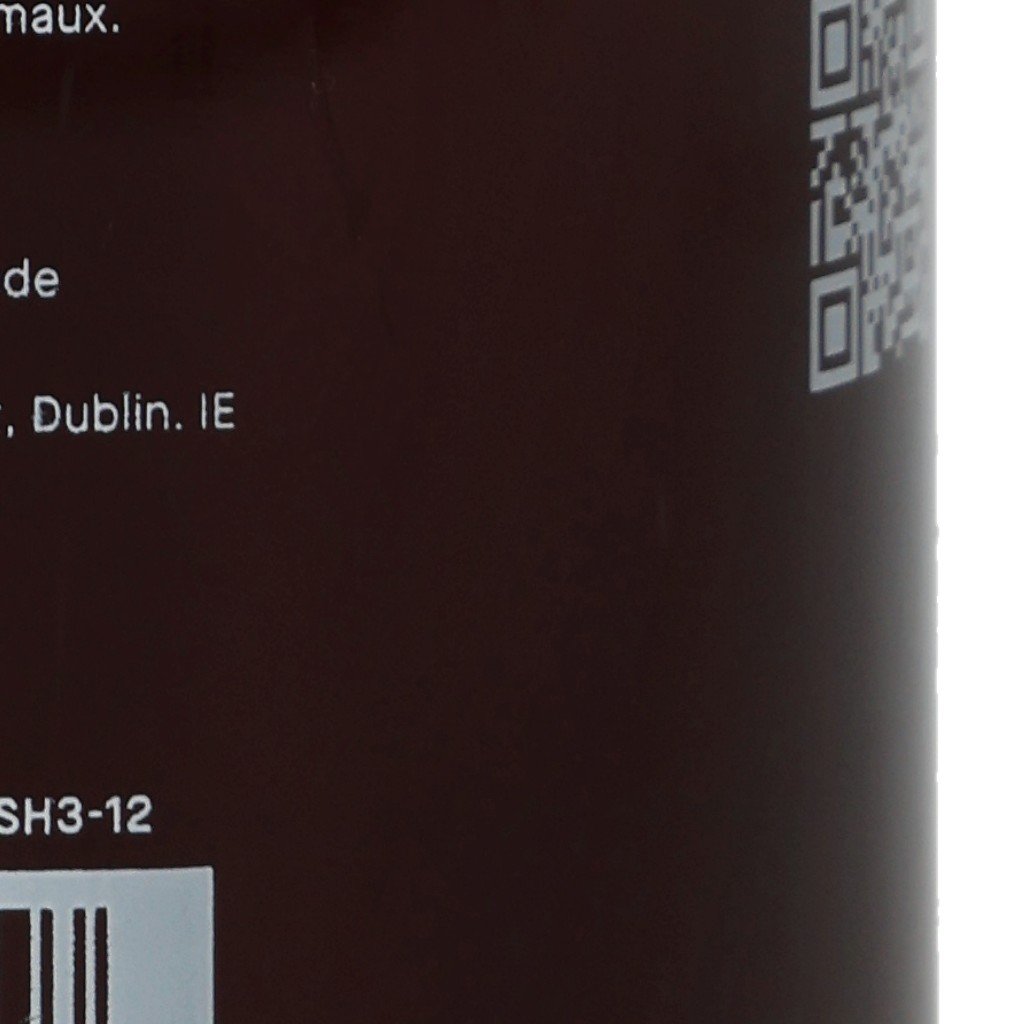 maux.
de
, Dublin. IE
SH3-12